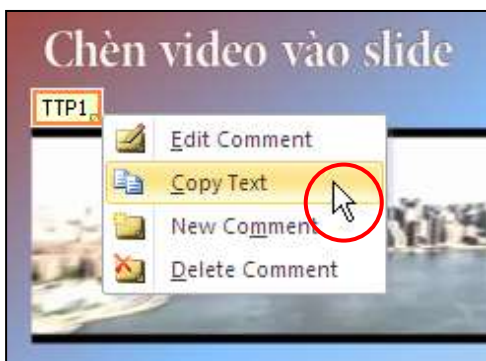 Chèn video vào slide
TTP1
Edit Comment
Copy Text
New Comment
Delete Comment